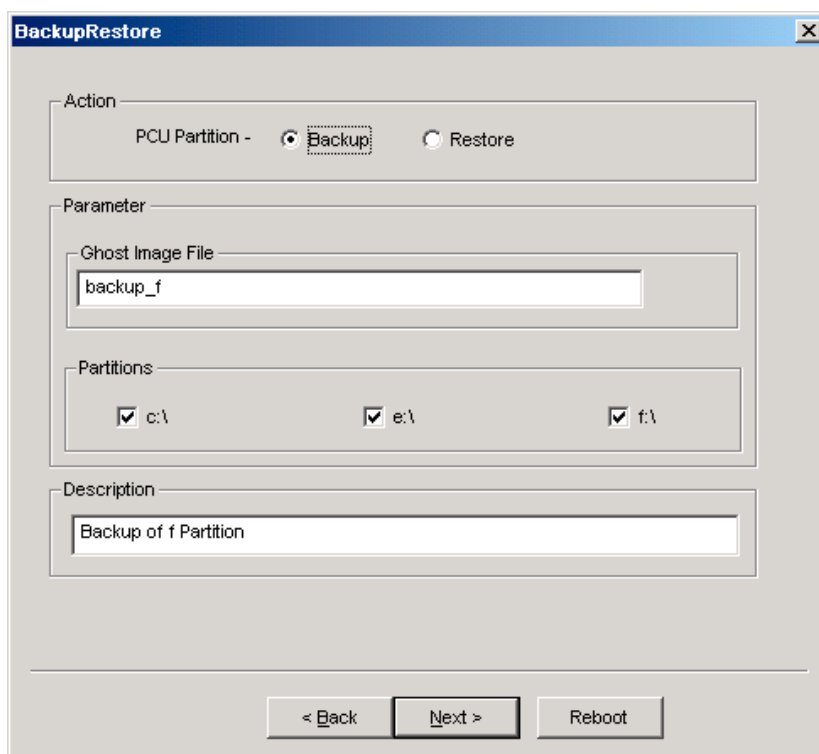 BackupRestore
Action
PCU Partition - Backup Restore
Parameter
Ghost Image File
backup_f
Partitions
c:\ e:\ f:\
Description
Backup of f Partition
< Back Next > Reboot